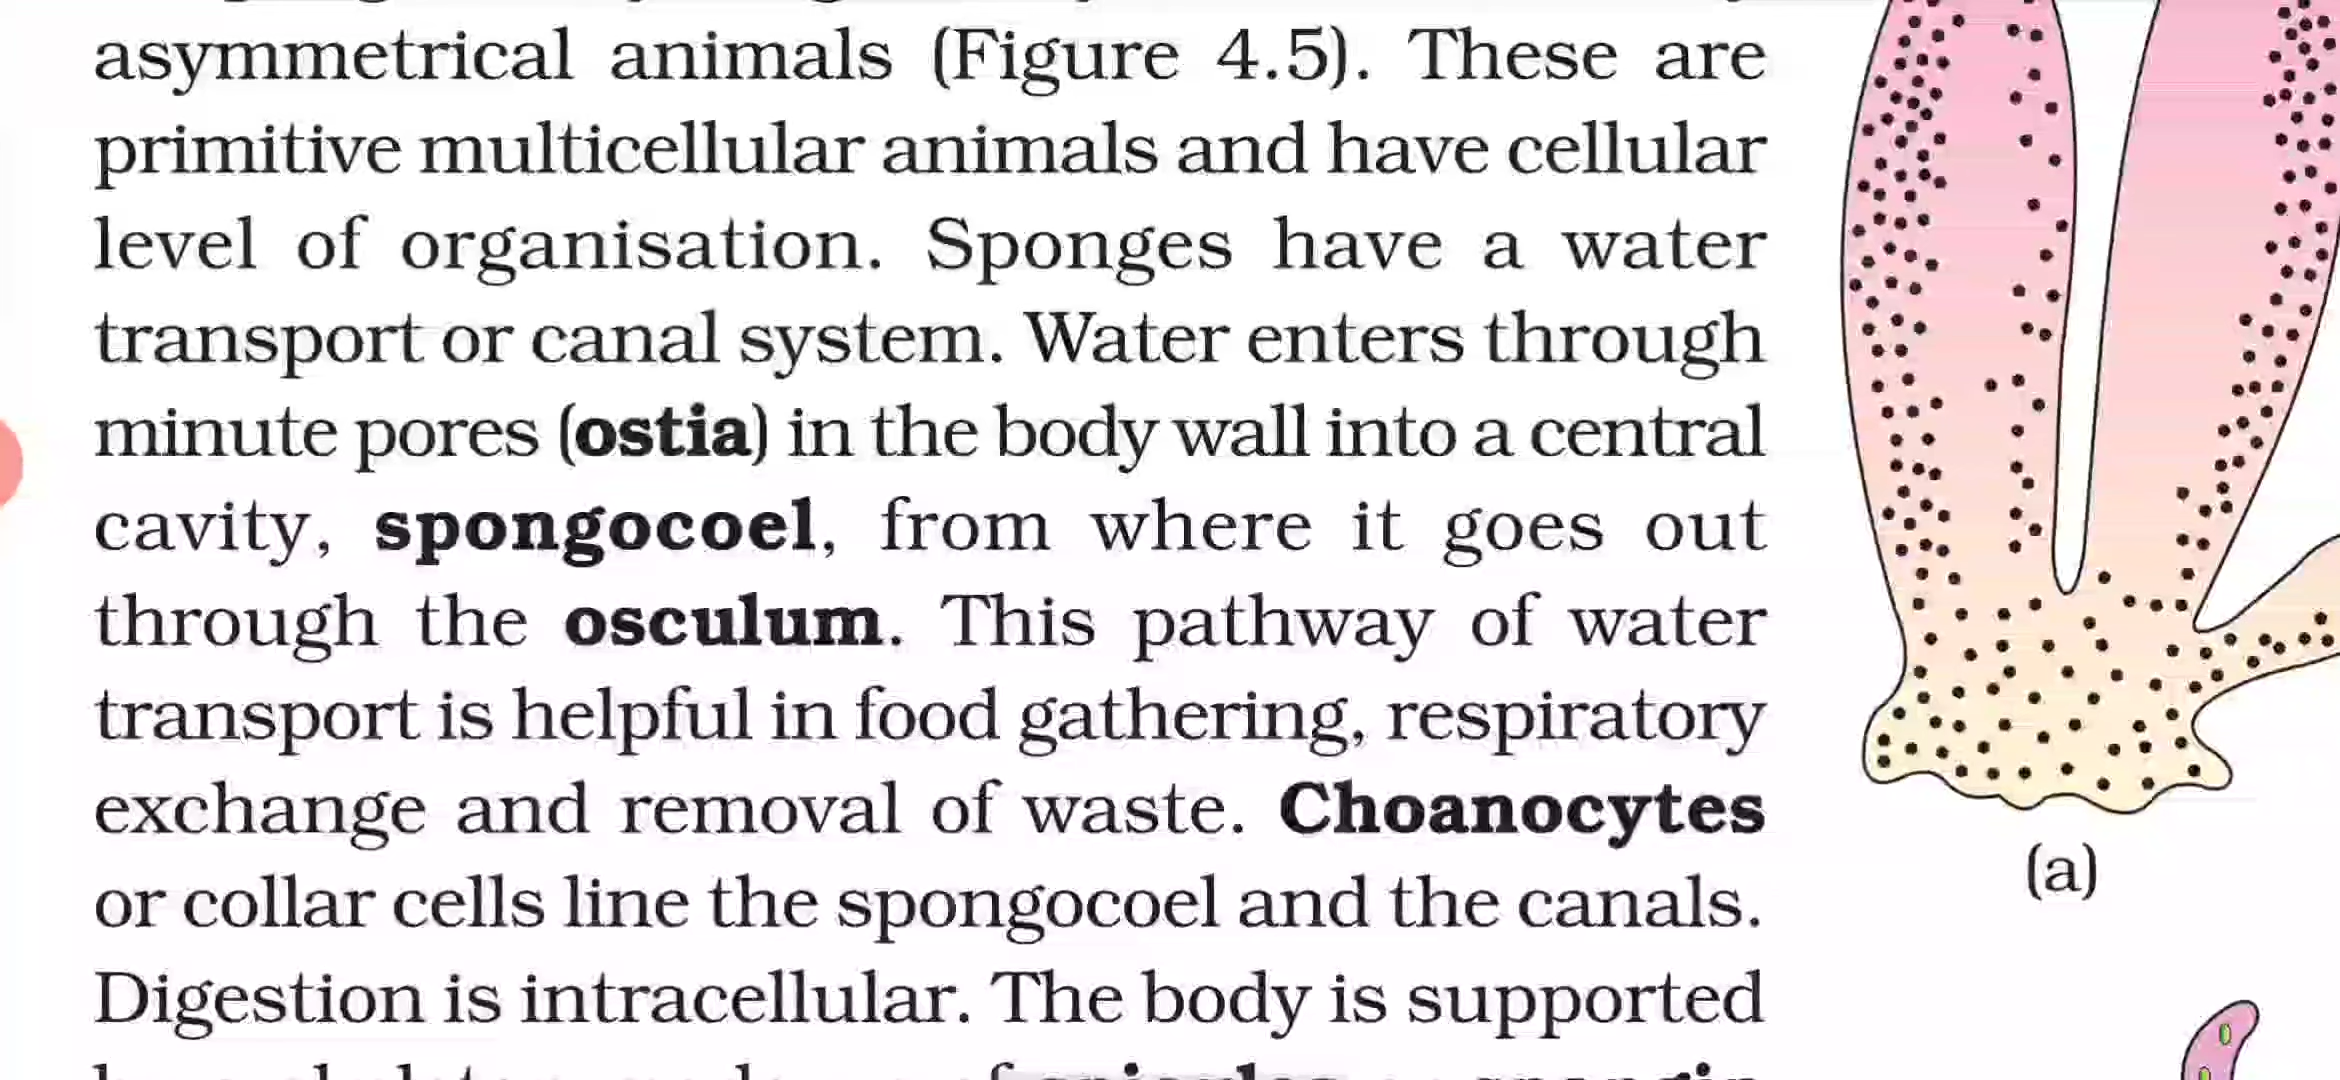 asymmetrical animals (Figure 4.5). These are
primitive multicellular animals and have cellular
level of organisation. Sponges have a water
transport or canal system. Water enters through
minute pores (ostia) in the body wall into a central
cavity, spongocoel, from where it goes out
through the osculum. This pathway of water
transport is helpful in food gathering, respiratory
exchange and removal of waste. Choanocytes
or collar cells line the spongocoel and the canals.
Digestion is intracellular. The body is supported
(a)